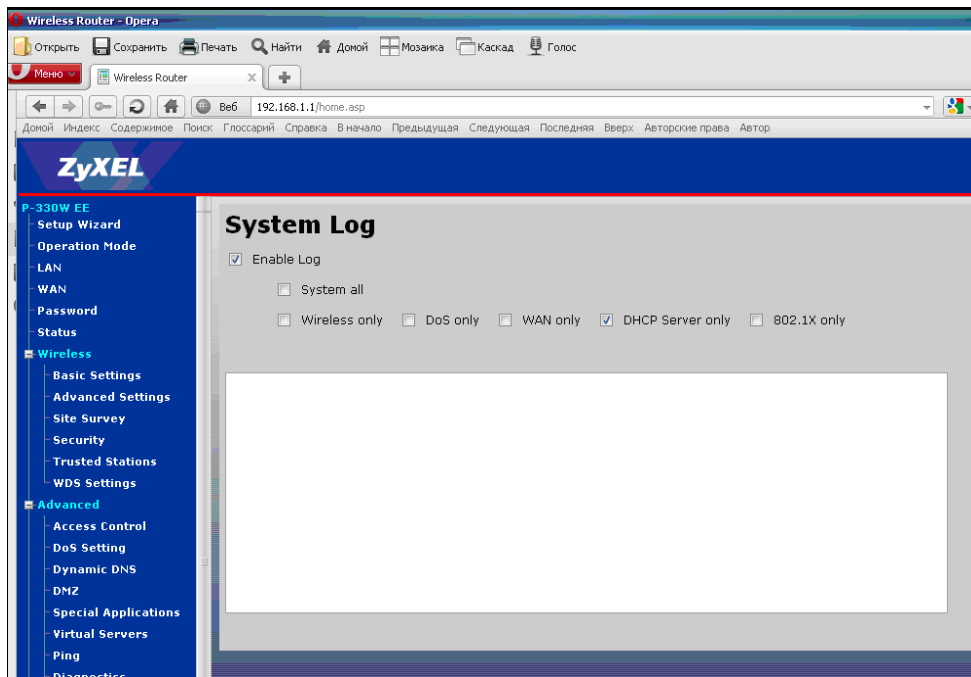 Wireless Router - Opera
Открыть Сохранить Печать Найти Домой Мозаика Каскад Голос
Меню Wireless Router
Веб 192.168.1.1/home.asp
Домой Индекс Содержимое Поиск Глоссарий Справка В начало Предыдущая Следующая Последняя Вверх Авторские права Автор
ZyXEL
P-330W EE
Setup Wizard
Operation Mode
LAN
WAN
Password
Status
Wireless
Basic Settings
Advanced Settings
Site Survey
Security
Trusted Stations
WDS Settings
Advanced
Access Control
DoS Setting
Dynamic DNS
DMZ
Special Applications
Virtual Servers
Ping
Diagnostics
System Log
Enable Log
System all
Wireless only DoS only WAN only DHCP Server only 802.1X only